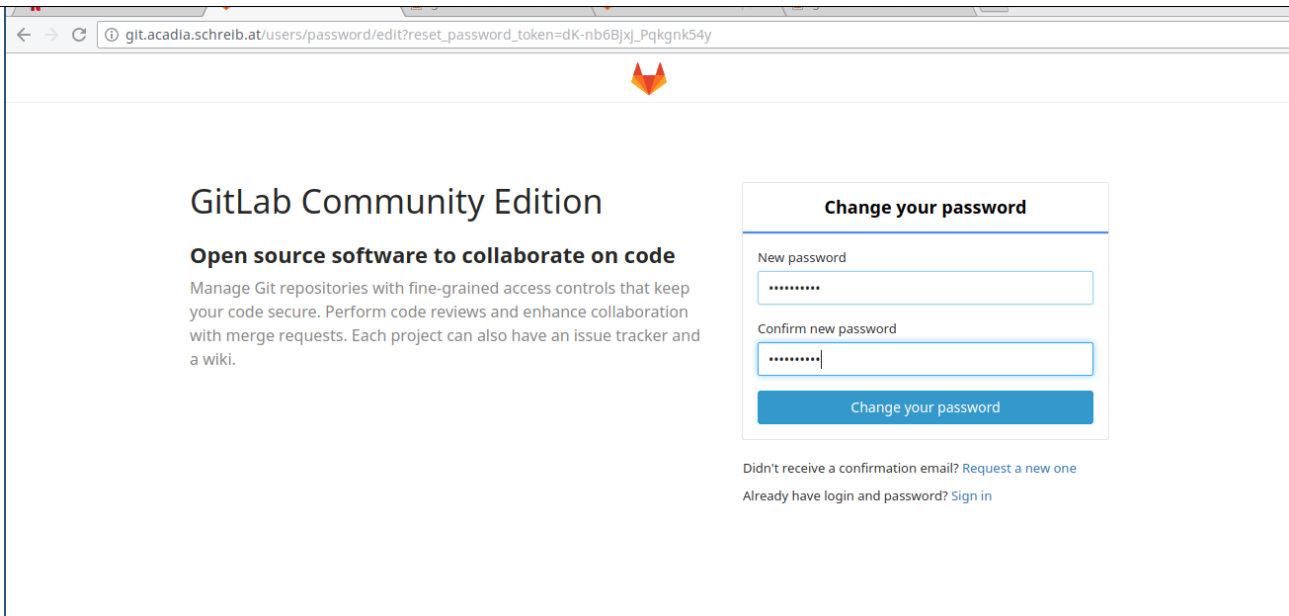 git.acadia.schreib.at/users/password/edit?reset_password_token=dK-nb6BjxJ_Pqkgnk54y
GitLab Community Edition
Open source software to collaborate on code
Manage Git repositories with fine-grained access controls that keep
your code secure. Perform code reviews and enhance collaboration
with merge requests. Each project can also have an issue tracker and
a wiki.
Change your password
New password
••••••••••
Confirm new password
••••••••••
Change your password
Didn't receive a confirmation email? Request a new one
Already have login and password? Sign in